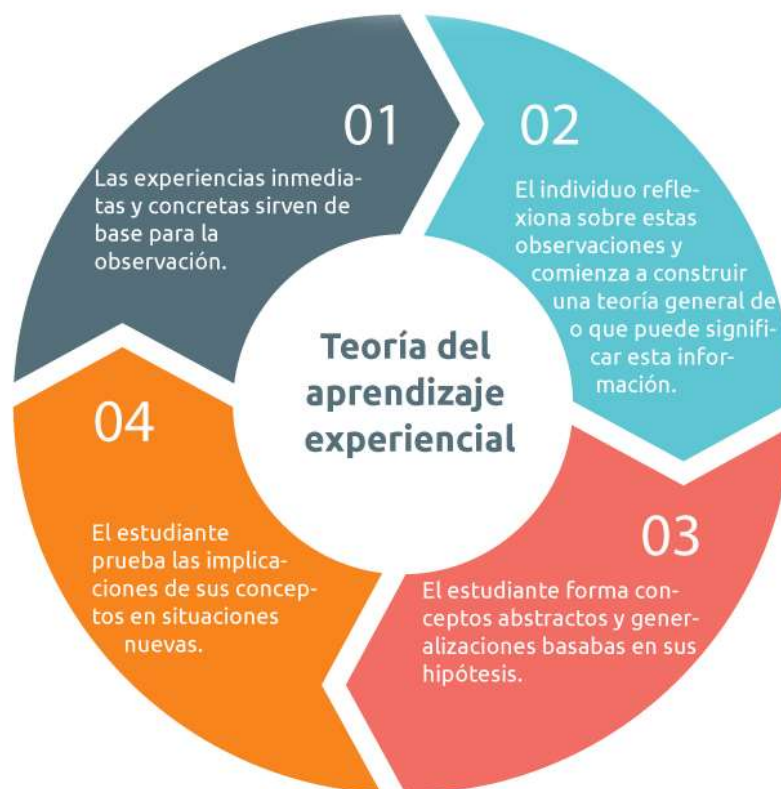 01
Las experiencias inmedia-
tas y concretas sirven de
base para la
observación.
02
El individuo refle-
xiona sobre estas
observaciones y
comienza a construir
una teoría general de
o que puede signifi-
car esta infor-
mación.
Teoría del
aprendizaje
experiencial
03
El estudiante forma con-
ceptos abstractos y gener-
alizaciones basabas en sus
hipótesis.
04
El estudiante
prueba las implica-
ciones de sus concep-
tos en situaciones
nuevas.